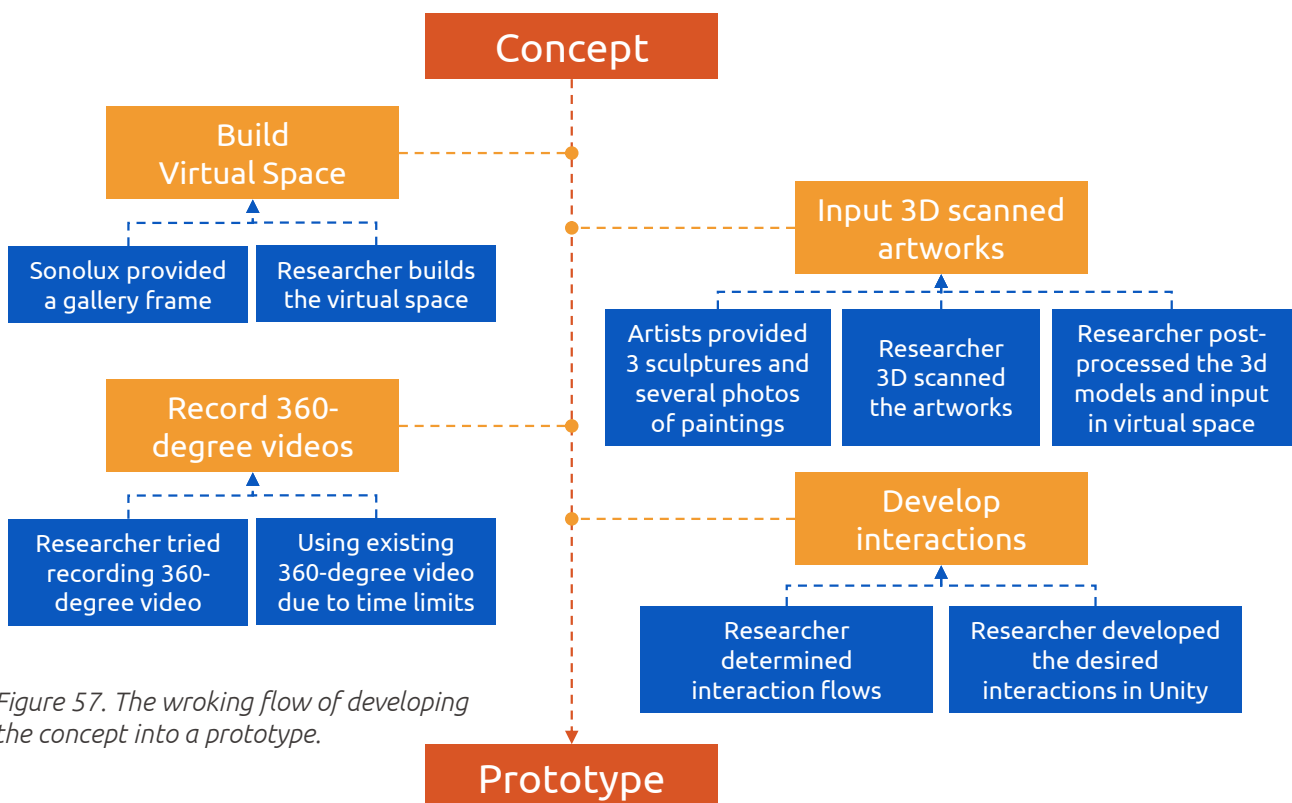 Concept
Build
Virtual Space
Sonolux provided
a gallery frame
Researcher builds
the virtual space
Input 3D scanned
artworks
Artists provided
3 sculptures and
several photos
of paintings
Researcher
3D scanned
the artworks
Researcher post-
processed the 3d
models and input
in virtual space
Record 360-
degree videos
Researcher tried
recording 360-
degree video
Using existing
360-degree video
due to time limits
Develop
interactions
Researcher
determined
interaction flows
Researcher developed
the desired
interactions in Unity
Figure 57. The wroking flow of developing
the concept into a prototype.
Prototype